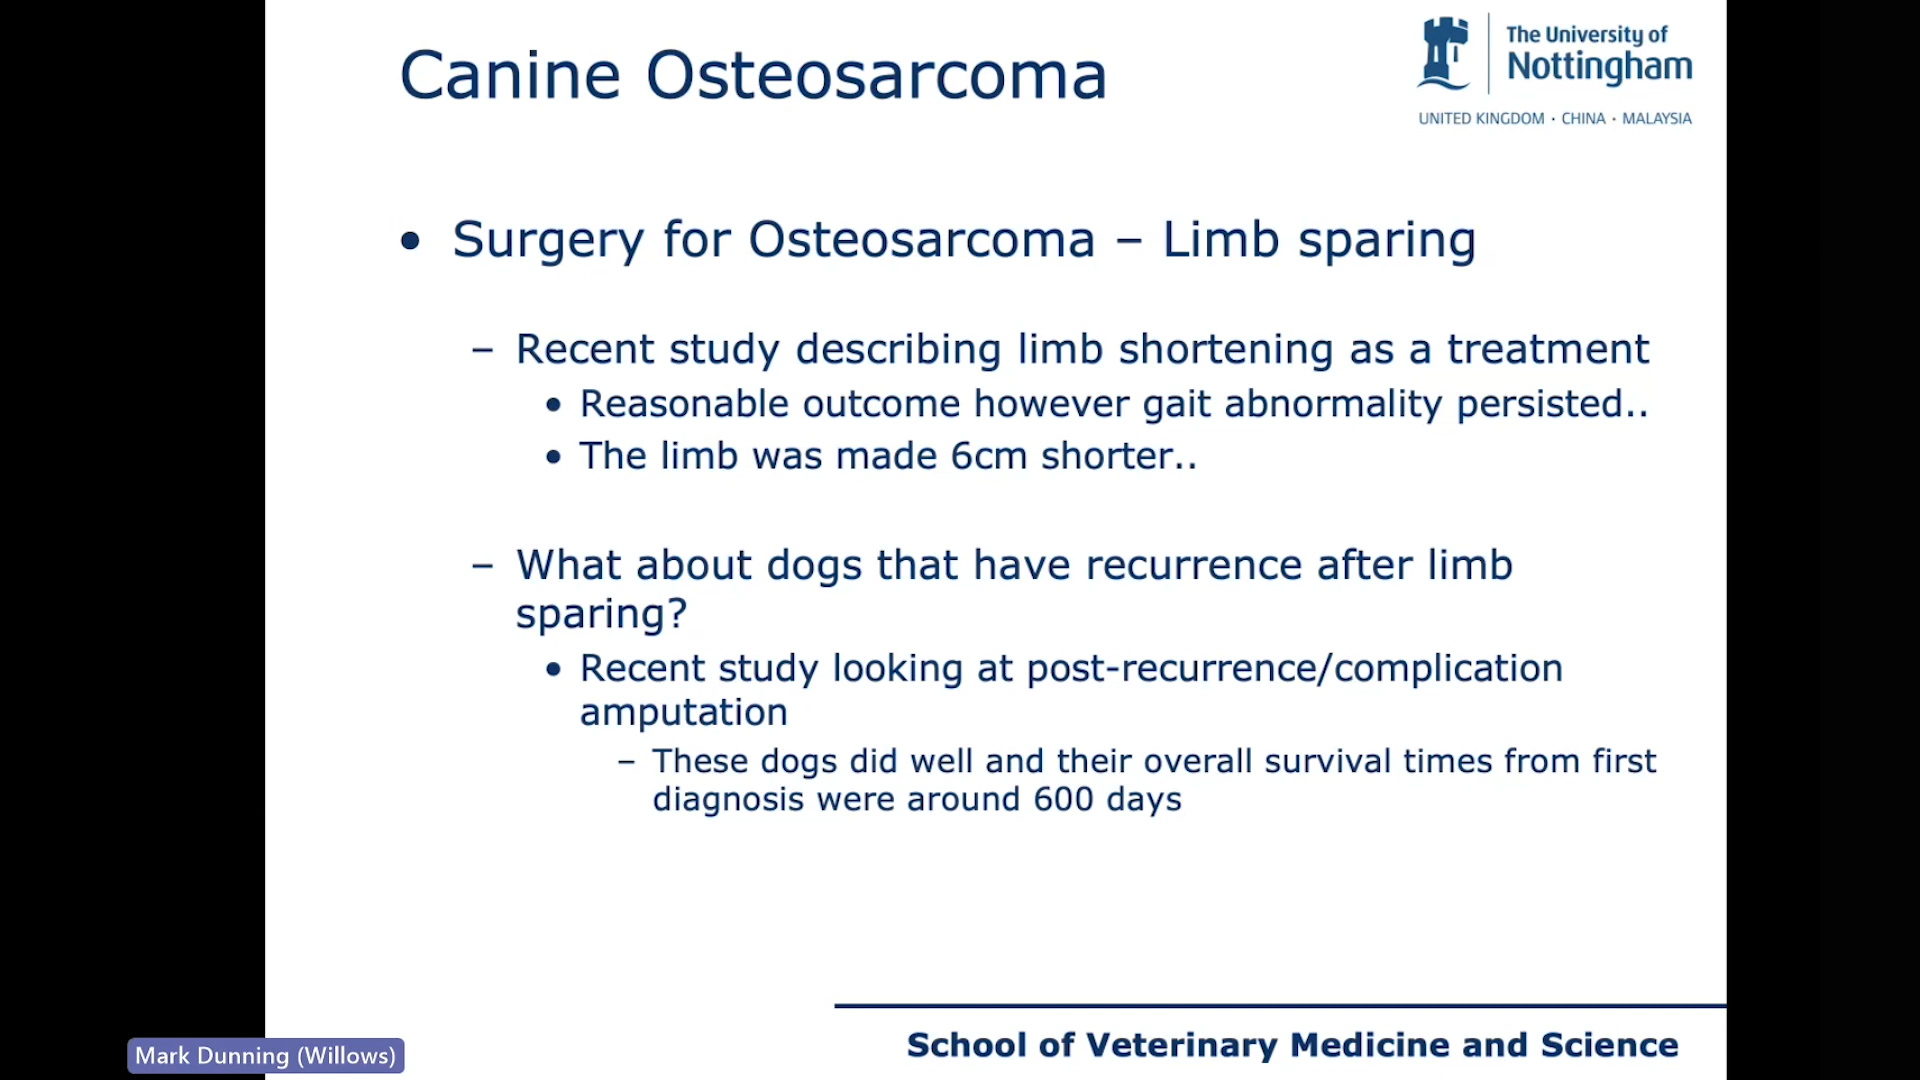 Canine Osteosarcoma
The University of
Nottingham
UNITED KINGDOM · CHINA · MALAYSIA
• Surgery for Osteosarcoma – Limb sparing
– Recent study describing limb shortening as a treatment
• Reasonable outcome however gait abnormality persisted..
• The limb was made 6cm shorter..
– What about dogs that have recurrence after limb
sparing?
• Recent study looking at post-recurrence/complication
amputation
– These dogs did well and their overall survival times from first
diagnosis were around 600 days
School of Veterinary Medicine and Science
Mark Dunning (Willows)